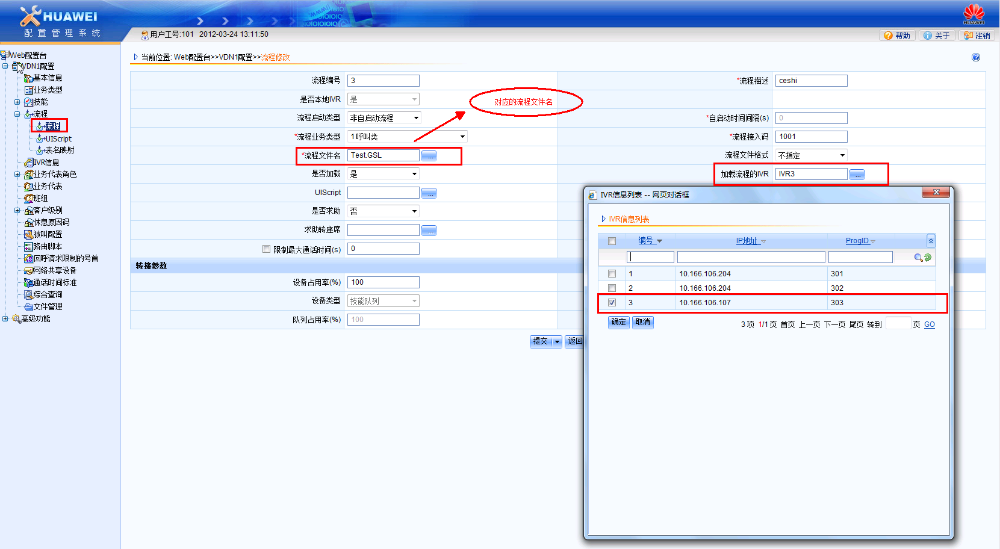 HUAWEI
配置管理系统
HUAWEI
用户工号:101 2012-03-24 13:11:50
帮助 关于 注销
Web配置台
VDN1配置
基本信息
业务类型
技能
流程
流程
UIScript
表名映射
IVR信息
业务代表角色
业务代表
班组
客户级别
休息原因码
被叫配置
路由脚本
回呼请求限制的号首
网络共享设备
通话时间标准
综合查询
文件管理
高级功能
当前位置: Web配置台>>VDN1配置>>流程修改
流程编号 3 *流程描述 ceshi
是否本地IVR 是
对应的流程文件名
流程启动类型 非自启动流程 *自启动时间间隔(s) 0
*流程业务类型 1 呼叫类 *流程接入码 1001
*流程文件名 Test.GSL ... 流程文件格式 不指定
是否加载 是 加载流程的IVR IVR3 ...
UIScript ...
是否求助 否
求助转座席 ...
限制最大通话时间(s) 0
转接参数
设备占用率(%) 100
设备类型 技能队列
队列占用率(%) 100
提交 返回
IVR信息列表 -- 网页对话框
IVR信息列表
编号 IP地址 ProgID
1 10.166.106.204 301
2 10.166.106.204 302
3 10.166.106.107 303
确定 取消 3 项 1/1 页 首页 上一页 下一页 尾页 转到 页 GO